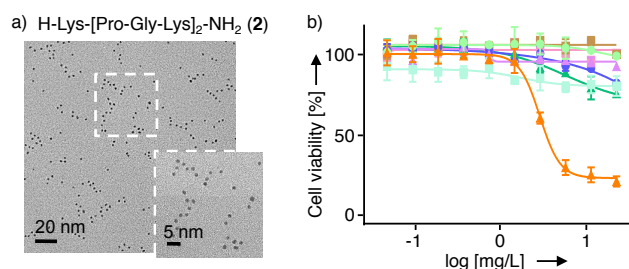 a) H-Lys-[Pro-Gly-Lys]₂-NH₂ (2)
20 nm
5 nm
b)
Cell viability [%]
100
50
0
-1
0
1
log [mg/L]